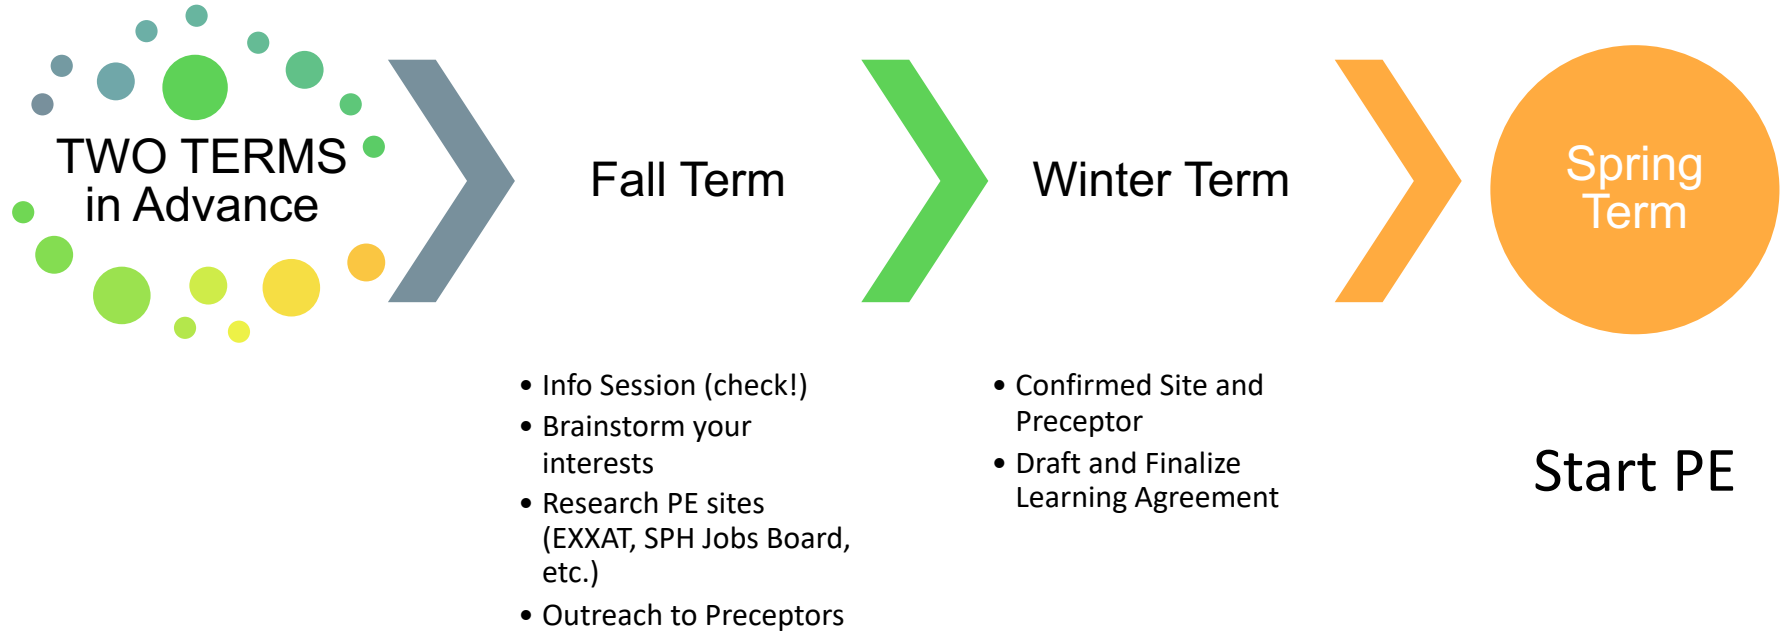 TWO TERMS
in Advance
Fall Term
Winter Term
Spring
Term
• Info Session (check!)
• Brainstorm your
interests
• Research PE sites
(EXXAT, SPH Jobs Board,
etc.)
• Outreach to Preceptors
• Confirmed Site and
Preceptor
• Draft and Finalize
Learning Agreement
Start PE